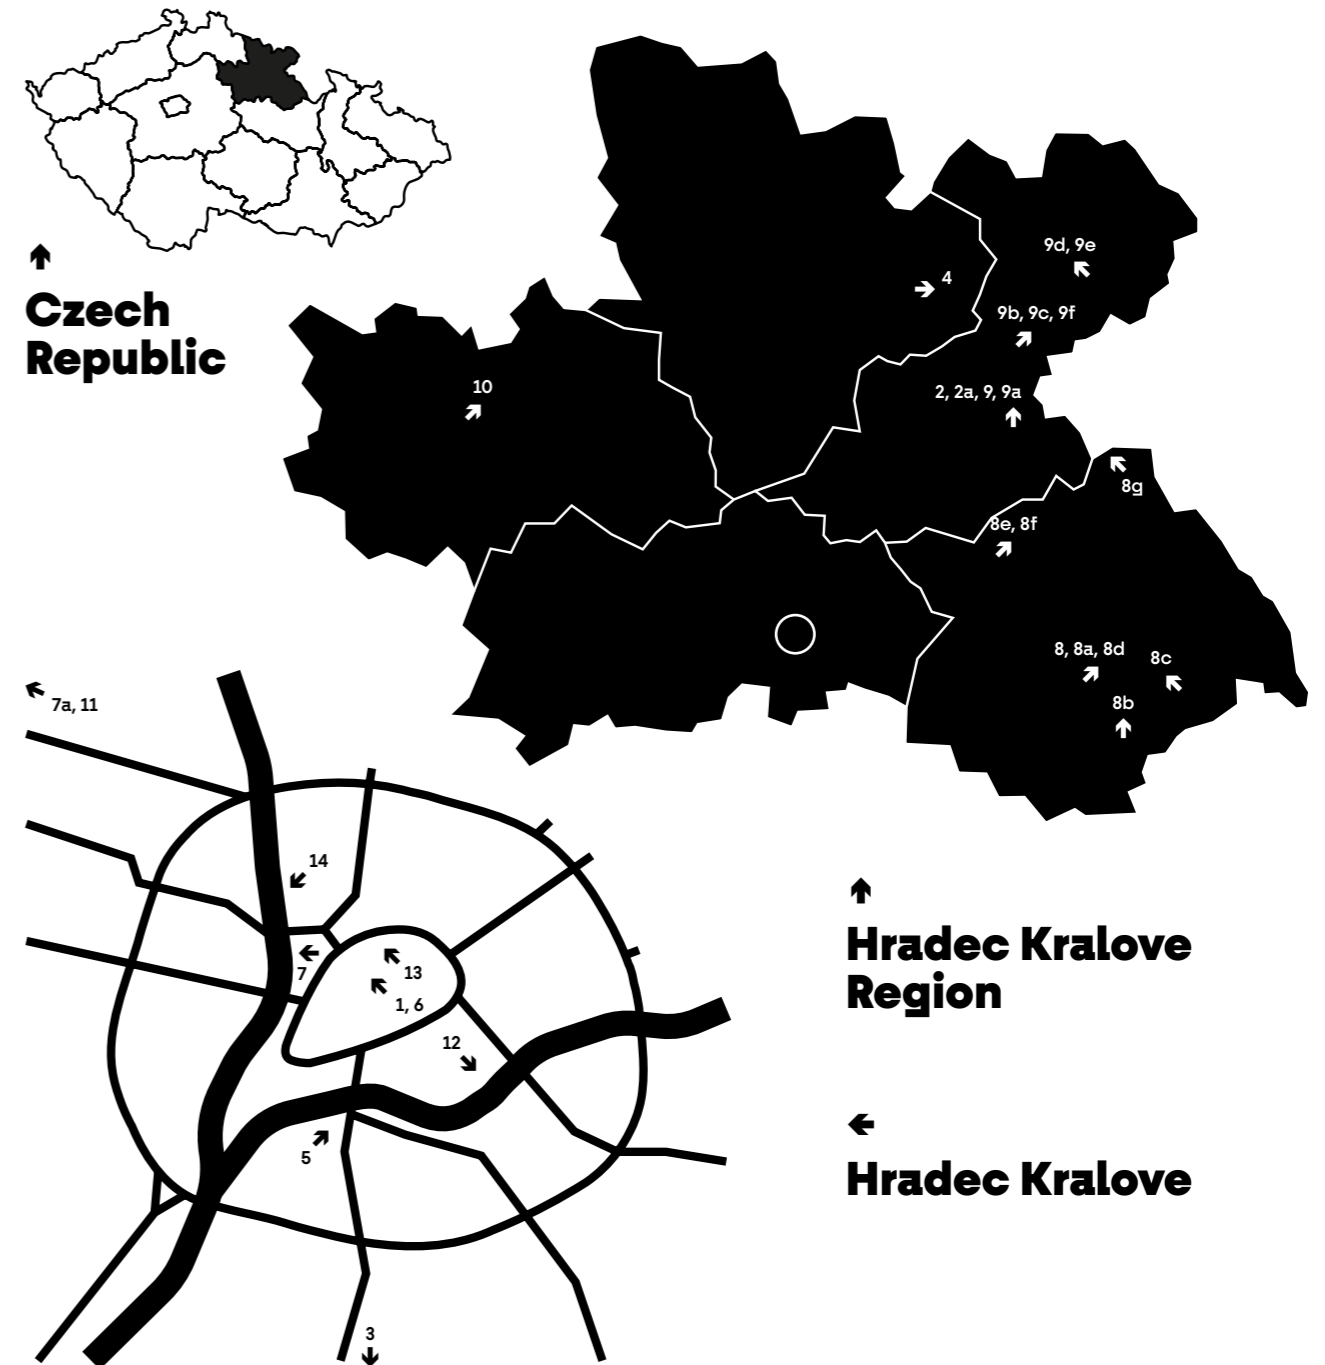 Czech
Republic
4
9d, 9e
9b, 9c, 9f
10
2, 2a, 9, 9a
8g
8e, 8f
8, 8a, 8d
8c
8b
7a, 11
14
7
13
1, 6
12
5
3
Hradec Kralove
Region
Hradec Kralove